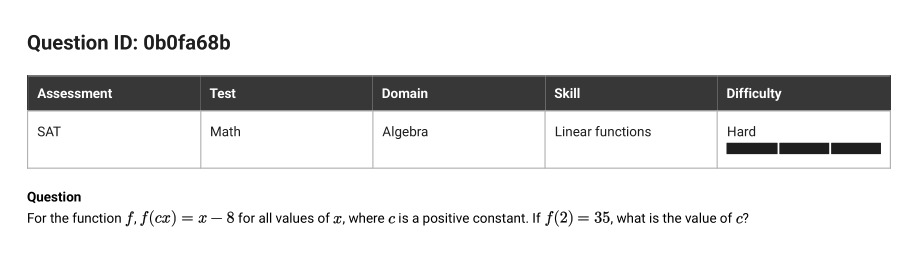 Question ID: 0b0fa68b
Assessment Test Domain Skill Difficulty
SAT Math Algebra Linear functions Hard
Question
For the function f, f(cx) = x − 8 for all values of x, where c is a positive constant. If f(2) = 35, what is the value of c?